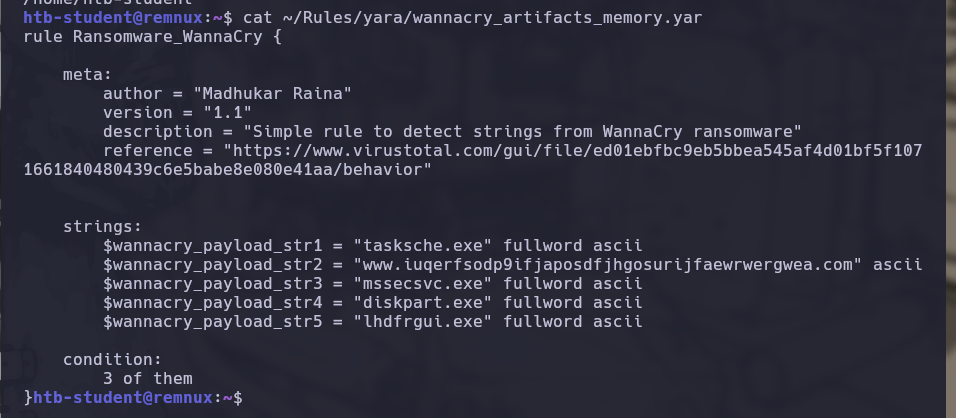 /home/htb-student
htb-student@remnux:~$ cat ~/Rules/yara/wannacry_artifacts_memory.yar
rule Ransomware_WannaCry {
    meta:
        author = "Madhukar Raina"
        version = "1.1"
        description = "Simple rule to detect strings from WannaCry ransomware"
        reference = "https://www.virustotal.com/gui/file/ed01ebfbc9eb5bbea545af4d01bf5f107
1661840480439c6e5babe8e080e41aa/behavior"
    strings:
        $wannacry_payload_str1 = "tasksche.exe" fullword ascii
        $wannacry_payload_str2 = "www.iuqerfsodp9ifjaposdfjhgosurijfaewrwergwea.com" ascii
        $wannacry_payload_str3 = "mssecsvc.exe" fullword ascii
        $wannacry_payload_str4 = "diskpart.exe" fullword ascii
        $wannacry_payload_str5 = "lhdfrgui.exe" fullword ascii
    condition:
        3 of them
}htb-student@remnux:~$